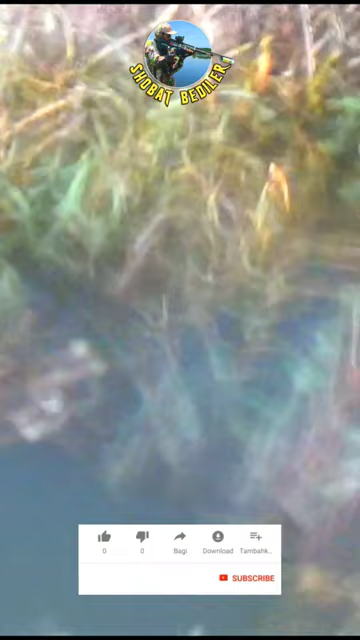 SHOBAT BEDILER
0
0
Bagi
Download
Tambahk...
SUBSCRIBE